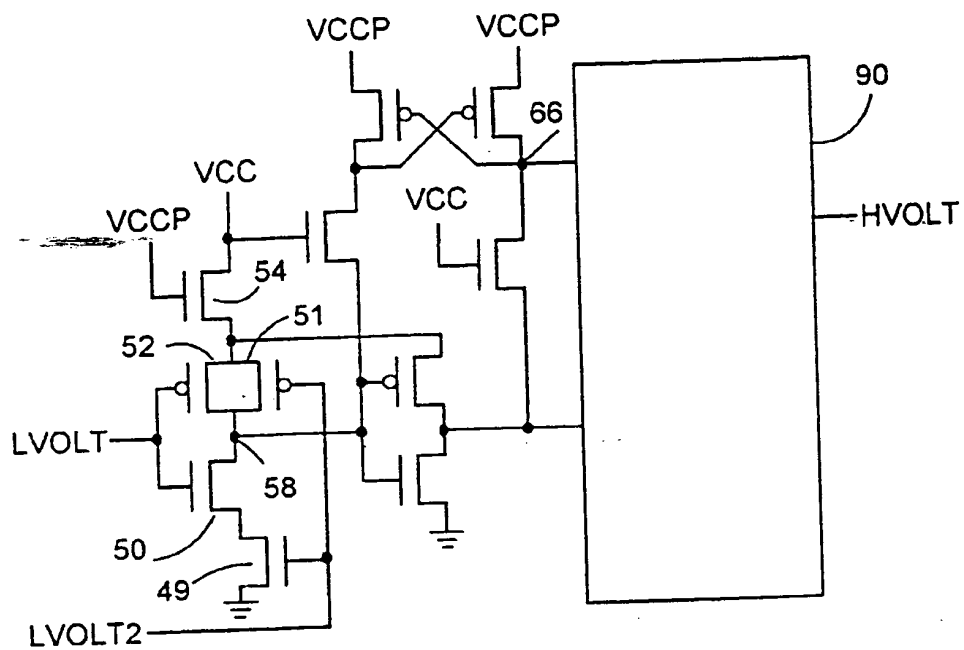 VCCP
VCCP
90
66
VCC
VCC
VCCP
HVOLT
54
51
52
LVOLT
58
50
49
LVOLT2